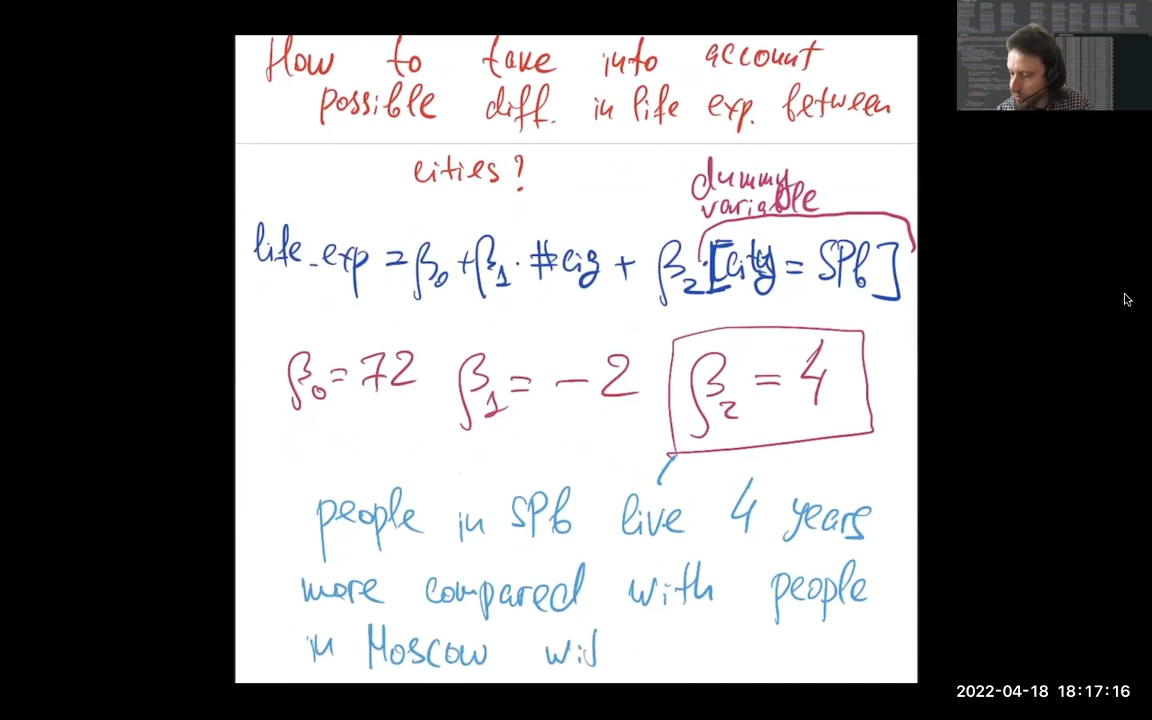 How to take into account
possible diff. in life exp. between
cities?
dummy
variable
life_exp = β₀ + β₁ · #cig + β₂ · [city = SPb]
β₀ = 72 β₁ = -2 β₂ = 4
people in SPb live 4 years
more compared with people
in Moscow wi
2022-04-18 18:17:16